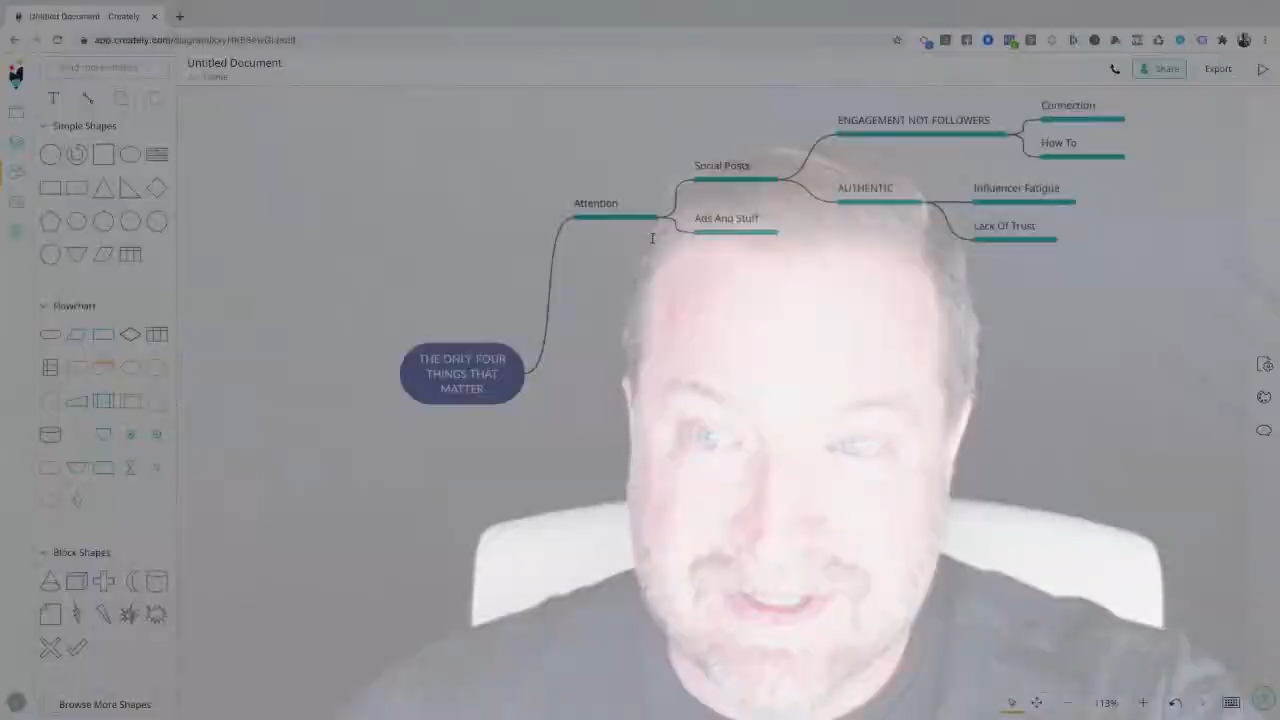 Untitled Document - Creately
Untitled Document
Share
Export
Simple Shapes
Flowchart
Block Shapes
Browse More Shapes
Connection
ENGAGEMENT NOT FOLLOWERS
How To
Social Posts
AUTHENTIC
Influencer Fatigue
Attention
Ads And Stuff
Lack Of Trust
THE ONLY FOUR
THINGS THAT
MATTER
113%